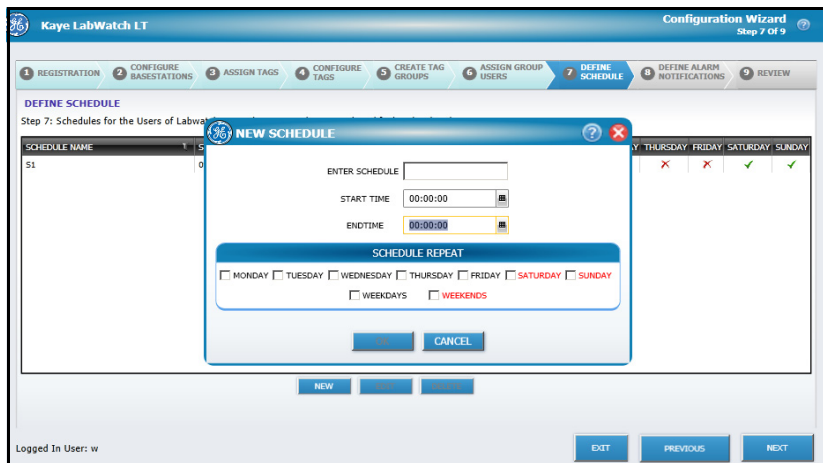 Kaye LabWatch LT
Configuration Wizard
Step 7 Of 9
1 REGISTRATION 2 CONFIGURE BASESTATIONS 3 ASSIGN TAGS 4 CONFIGURE TAGS 5 CREATE TAG GROUPS 6 ASSIGN GROUP USERS 7 DEFINE SCHEDULE 8 DEFINE ALARM NOTIFICATIONS 9 REVIEW
DEFINE SCHEDULE
Step 7: Schedules for the Users of
SCHEDULE NAME THURSDAY FRIDAY SATURDAY SUNDAY
S1
NEW SCHEDULE
ENTER SCHEDULE
START TIME 00:00:00
ENDTIME 00:00:00
SCHEDULE REPEAT
MONDAY TUESDAY WEDNESDAY THURSDAY FRIDAY SATURDAY SUNDAY
WEEKDAYS WEEKENDS
CANCEL
NEW
Logged In User: w
EXIT PREVIOUS NEXT